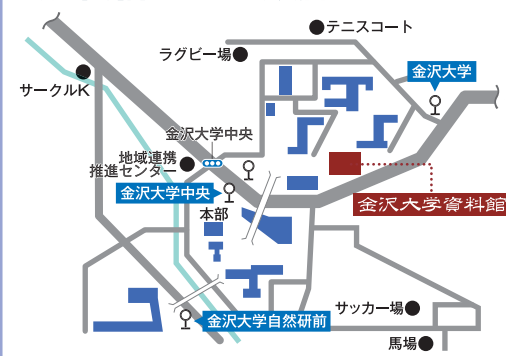 テニスコート
ラグビー場
金沢大学
サークルK
金沢大学中央
地域連携
推進センター
金沢大学中央
金沢大学資料館
本部
サッカー場
金沢大学自然研前
馬場